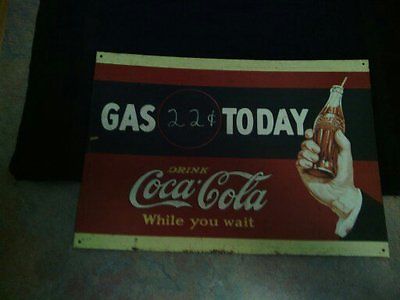 GAS 22¢ TODAY
DRINK
Coca-Cola
While you wait